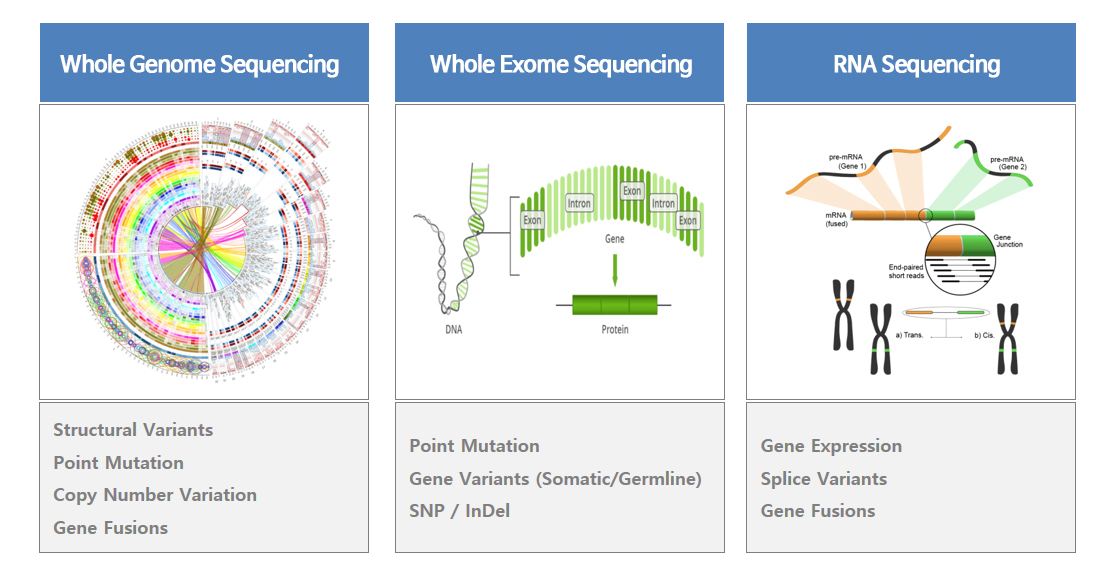 Whole Genome Sequencing
Structural Variants
Point Mutation
Copy Number Variation
Gene Fusions
Whole Exome Sequencing
Exon
Intron
Exon
Intron
Exon
Gene
DNA
Protein
Point Mutation
Gene Variants (Somatic/Germline)
SNP / InDel
RNA Sequencing
pre-mRNA
(Gene 1)
pre-mRNA
(Gene 2)
mRNA
(fused)
Gene
Junction
End-paired
short reads
a) Trans.
b) Cis.
Gene Expression
Splice Variants
Gene Fusions